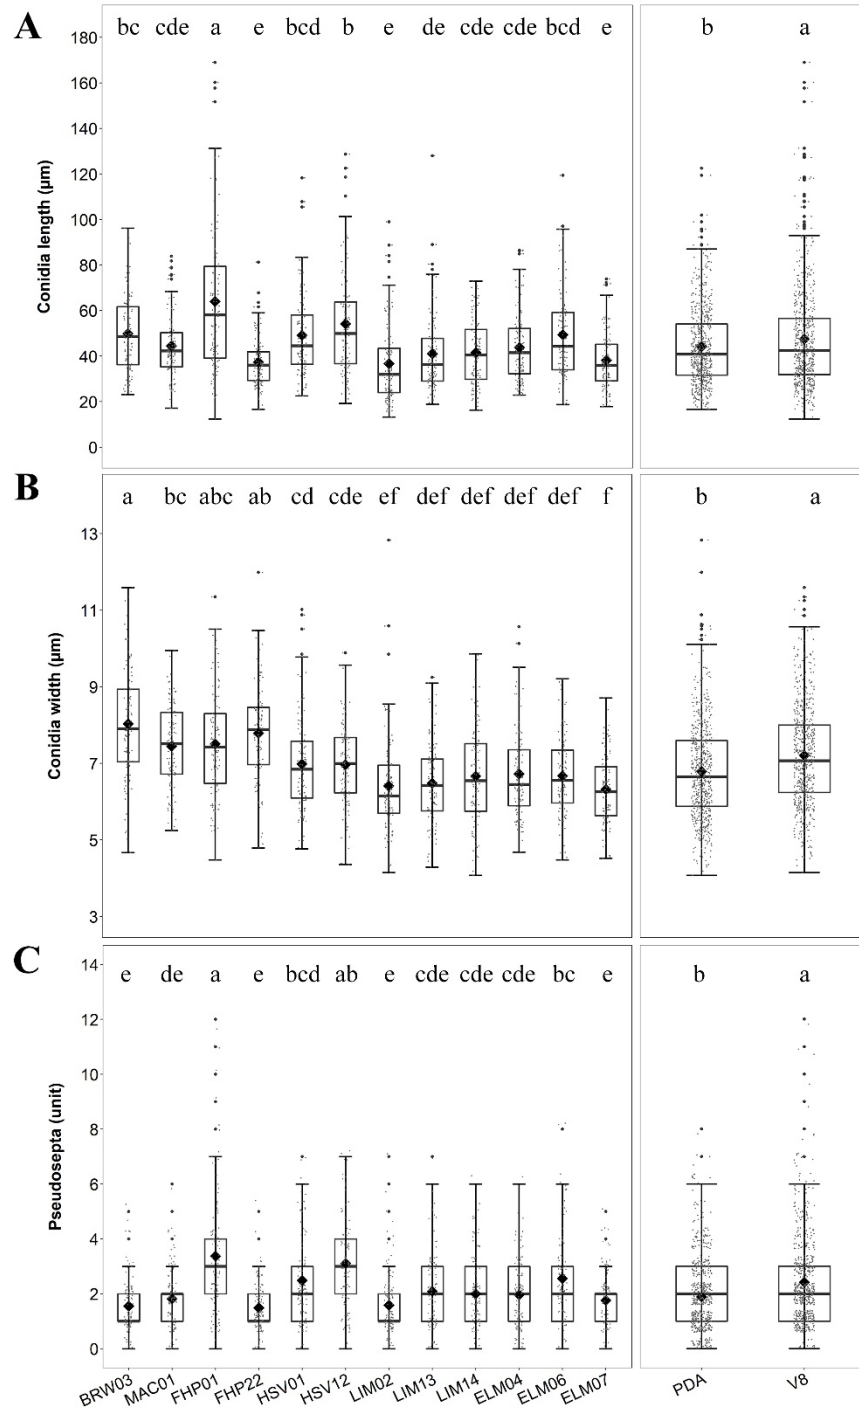 A
bc cde a e bcd b e de cde cde bcd e b a
180
160
140
120
100
80
60
40
20
0
Conidia length (µm)
B
a bc abc ab cd cde ef def def def def f b a
13
11
9
7
5
3
Conidia width (µm)
C
e de a e bcd ab e cde cde cde bc e b a
14
12
10
8
6
4
2
0
Pseudosepta (unit)
BRW03 MAC01 FHP01 FHP22 HSV01 HSV12 LIM02 LIM13 LIM14 ELM04 ELM06 ELM07 PDA V8